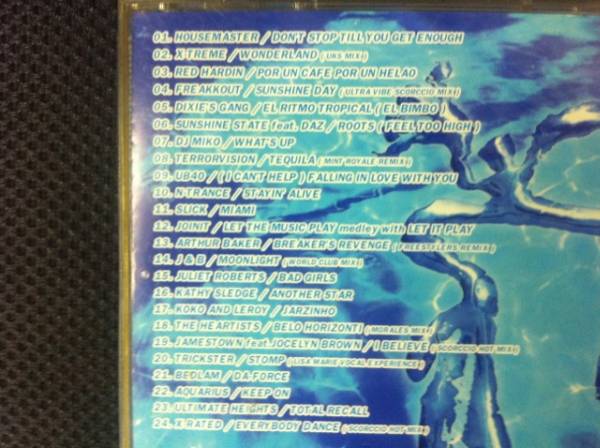 01. HOUSEMASTER / DON'T STOP TILL YOU GET ENOUGH
02. X-TREME / WONDERLAND ( UKS MIX )
03. RED HARDIN / POR UN CAFE POR UN HELAO
04. FREAKKOUT / SUNSHINE DAY ( ULTRA VIBE SCORCCIO MIX )
05. DIXIE'S GANG / EL RITMO TROPICAL ( EL BIMBO )
06. SUNSHINE STATE feat. DAZ / ROOTS ( FEEL TOO HIGH )
07. DJ MIKO / WHAT'S UP
08. TERRORVISION / TEQUILA ( MINT ROYALE REMIX )
09. UB40 / ( I CAN'T HELP ) FALLING IN LOVE WITH YOU
10. N-TRANCE / STAYIN' ALIVE
11. SLICK / MIAMI
12. JOINIT / LET THE MUSIC PLAY medley with LET IT PLAY
13. ARTHUR BAKER / BREAKER'S REVENGE ( FREESTYLERS REMIX )
14. J & B / MOONLIGHT ( WORLD CLUB MIX )
15. JULIET ROBERTS / BAD GIRLS
16. KATHY SLEDGE / ANOTHER STAR
17. KOKO AND LEROY / JARZINHO
18. THE HEARTISTS / BELO HORIZONTI ( MORALES MIX )
19. JAMESTOWN feat. JOCELYN BROWN / I BELIEVE ( SCORCCIO HOT MIX )
20. TRICKSTER / STOMP ( LISA MARIE VOCAL EXPERIENCE )
21. BEDLAM / DA-FORCE
22. AQUARIUS / KEEP ON
23. ULTIMATE HEIGHTS / TOTAL RECALL
24. X-RATED / EVERYBODY DANCE ( SCORCCIO HOT MIX )